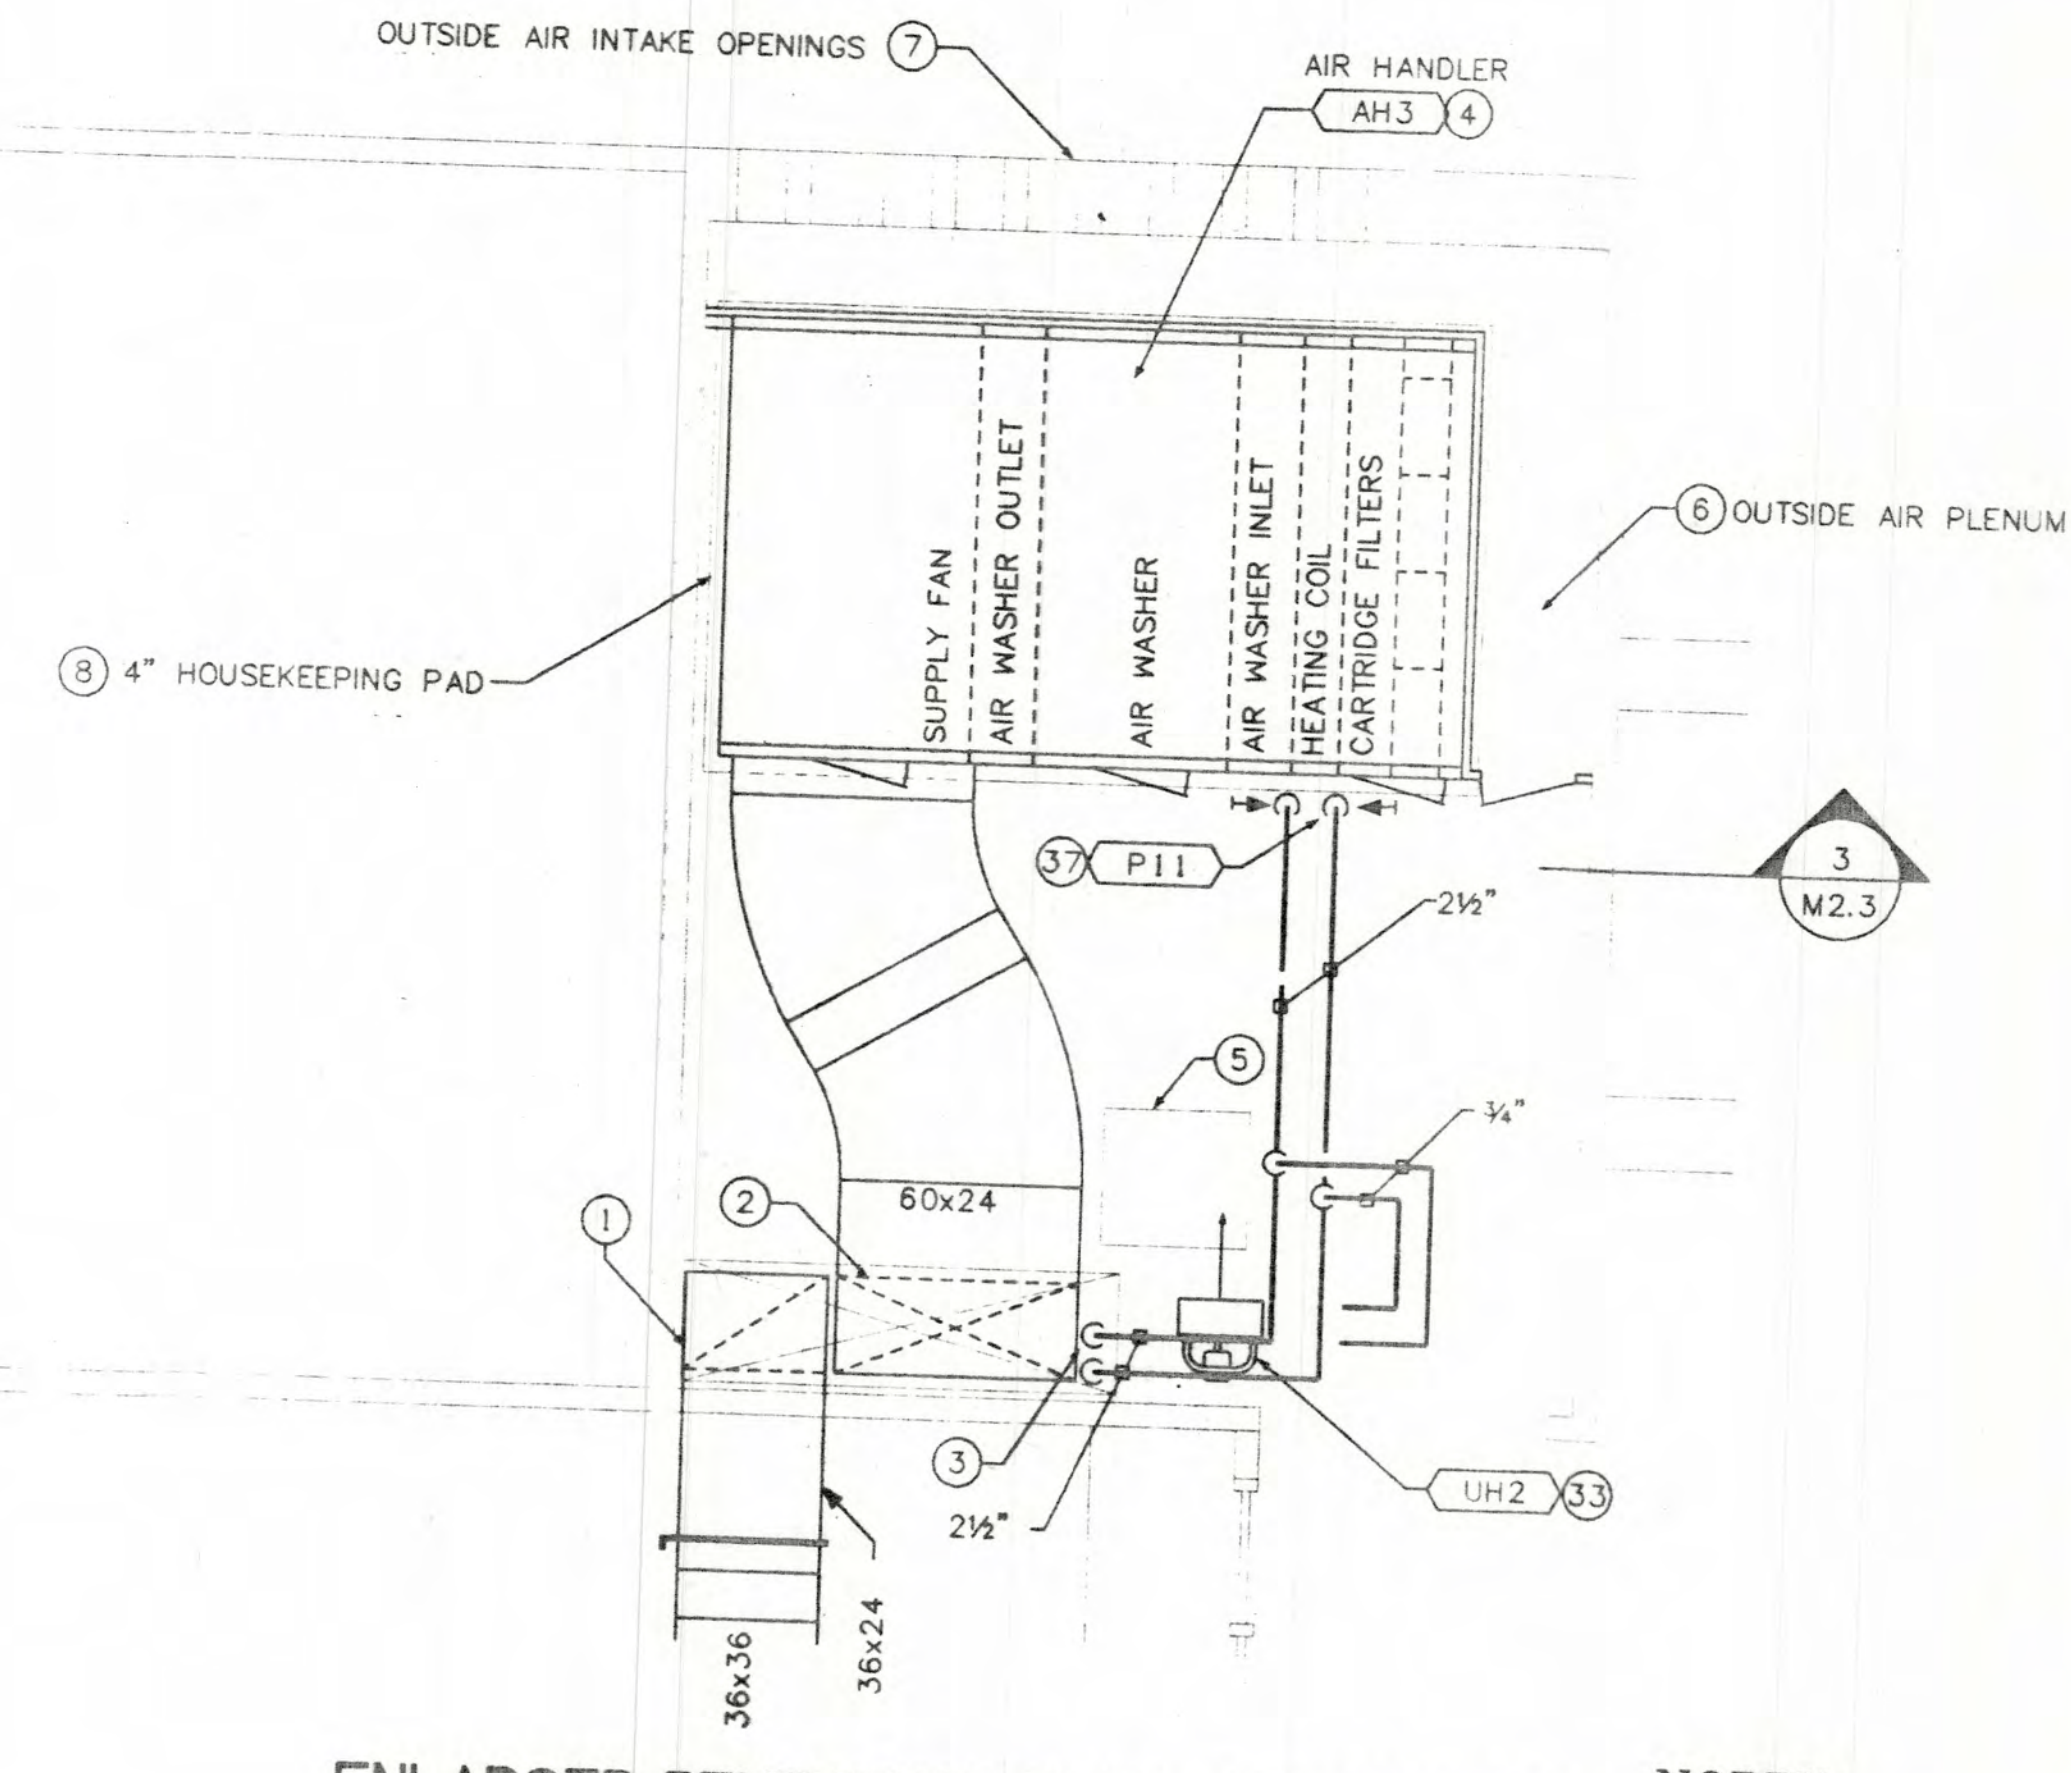 OUTSIDE AIR INTAKE OPENINGS 7
AIR HANDLER
AH3 4
6 OUTSIDE AIR PLENUM
8 4" HOUSEKEEPING PAD
SUPPLY FAN
AIR WASHER OUTLET
AIR WASHER
AIR WASHER INLET
HEATING COIL
CARTRIDGE FILTERS
37 P11
3
M2.3
2½"
5
¾"
1
2
60x24
3
2½"
UH2 33
36x36
36x24